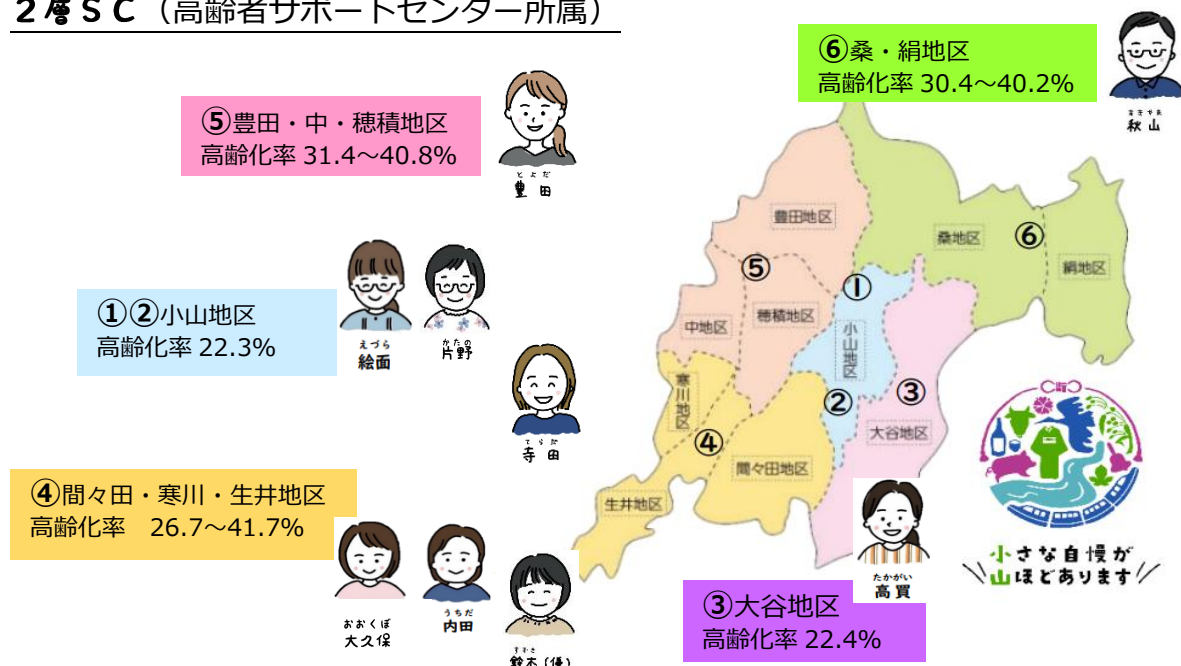 2層SC（高齢者サポートセンター所属）
⑥桑・絹地区
高齢化率 30.4～40.2%
あきやま
秋山
⑤豊田・中・穂積地区
高齢化率 31.4～40.8%
とよだ
豊田
①②小山地区
高齢化率 22.3%
えづら
絵面
かたの
片野
てらだ
寺田
④間々田・寒川・生井地区
高齢化率　26.7～41.7%
おおくぼ
大久保
うちだ
内田
すずき
鈴木(優)
豊田地区
⑥
桑地区
絹地区
⑤
①
中地区
穂積地区
小山地区
寒川地区
③
②
大谷地区
④
間々田地区
生井地区
たかがい
高買
③大谷地区
高齢化率 22.4%
小さな自慢が
山ほどあります